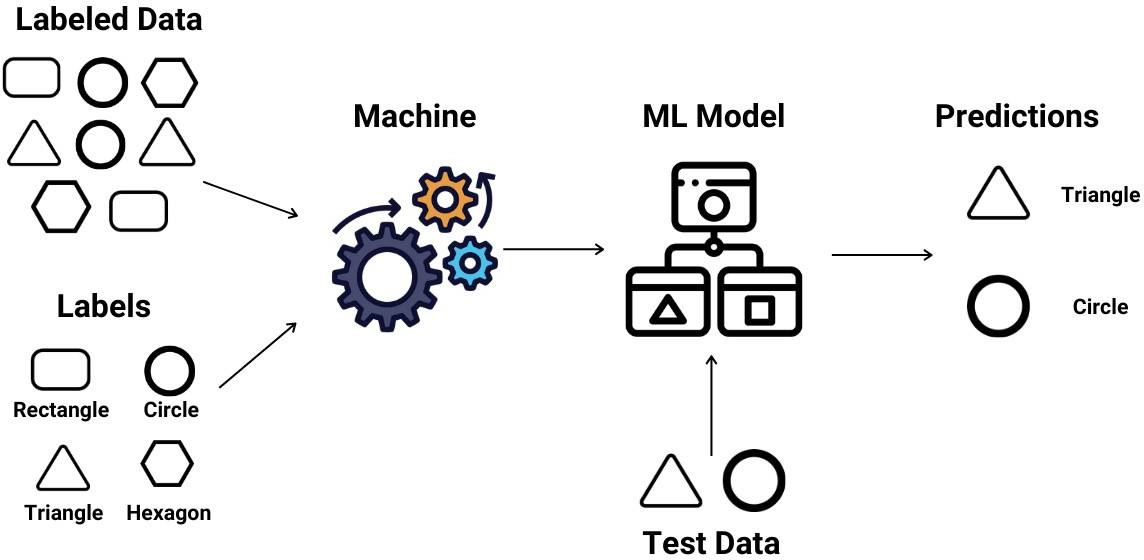 Labeled Data
Machine
ML Model
Predictions
Triangle
Circle
Labels
Rectangle
Circle
Triangle
Hexagon
Test Data